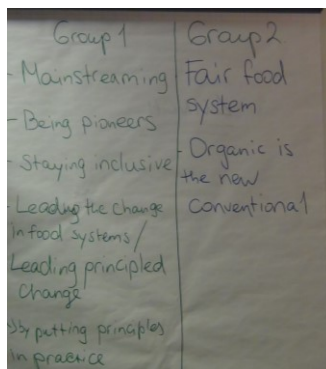 Group 1
- Mainstreaming
- Being pioneers
- Staying inclusive
- Leading the change
in food systems/
Leading principled
change
by putting principles
in practice
Group 2
Fair food
system
- Organic is
the new
conventional